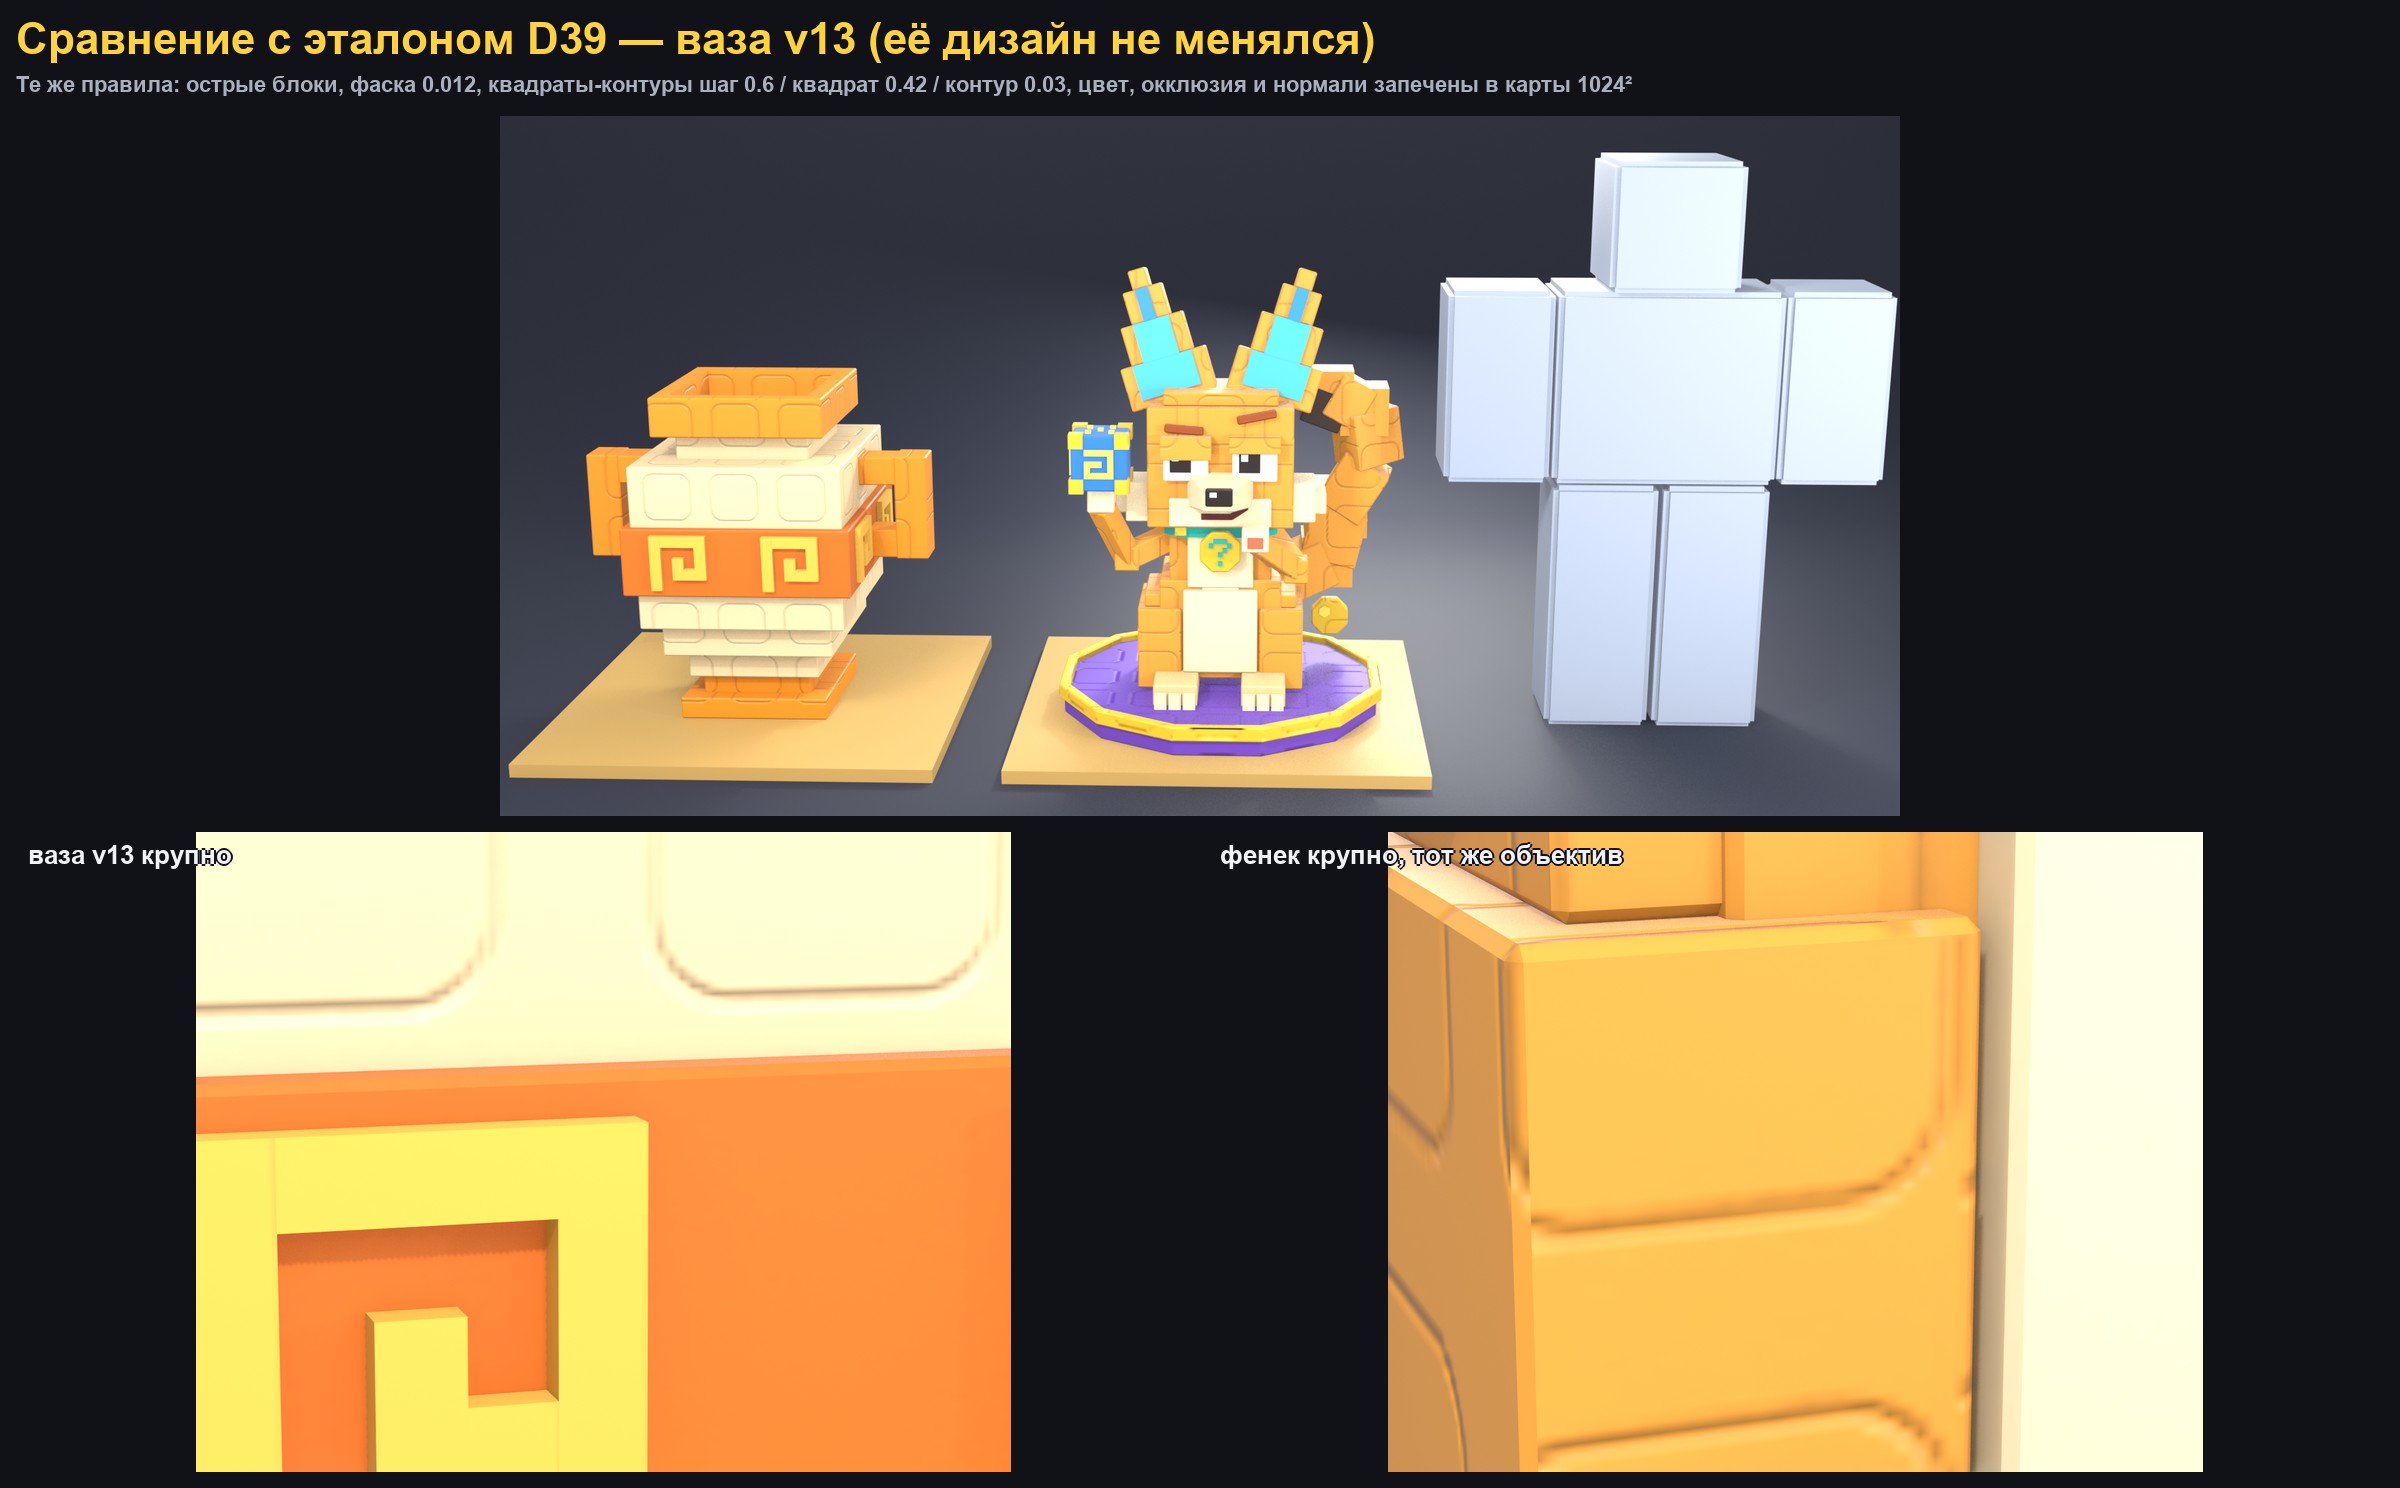 Сравнение с эталоном D39 — ваза v13 (её дизайн не менялся)
Те же правила: острые блоки, фаска 0.012, квадраты-контуры шаг 0.6 / квадрат 0.42 / контур 0.03, цвет, окклюзия и нормали запечены в карты 1024²
?
ваза v13 крупно
фенек крупно, тот же объектив